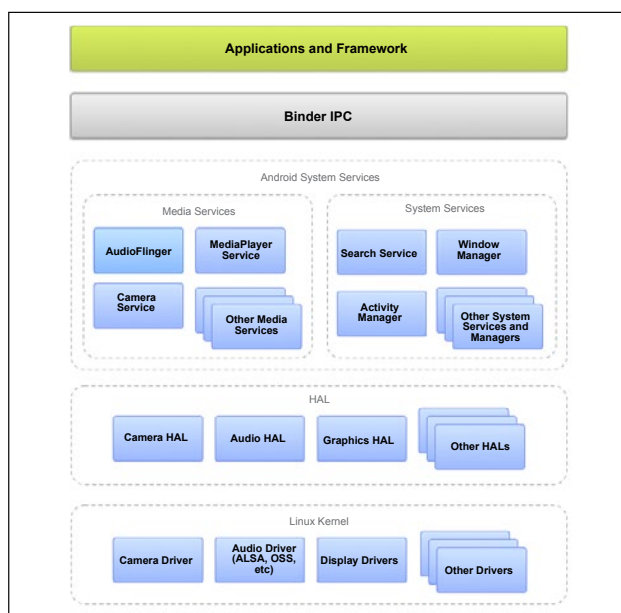 Applications and Framework
Binder IPC
Android System Services
Media Services
AudioFlinger
MediaPlayer
Service
Camera
Service
Other Media
Services
System Services
Search Service
Window
Manager
Activity
Manager
Other System
Services and
Managers
HAL
Camera HAL
Audio HAL
Graphics HAL
Other HALs
Linux Kernel
Camera Driver
Audio Driver
(ALSA, OSS,
etc)
Display Drivers
Other Drivers